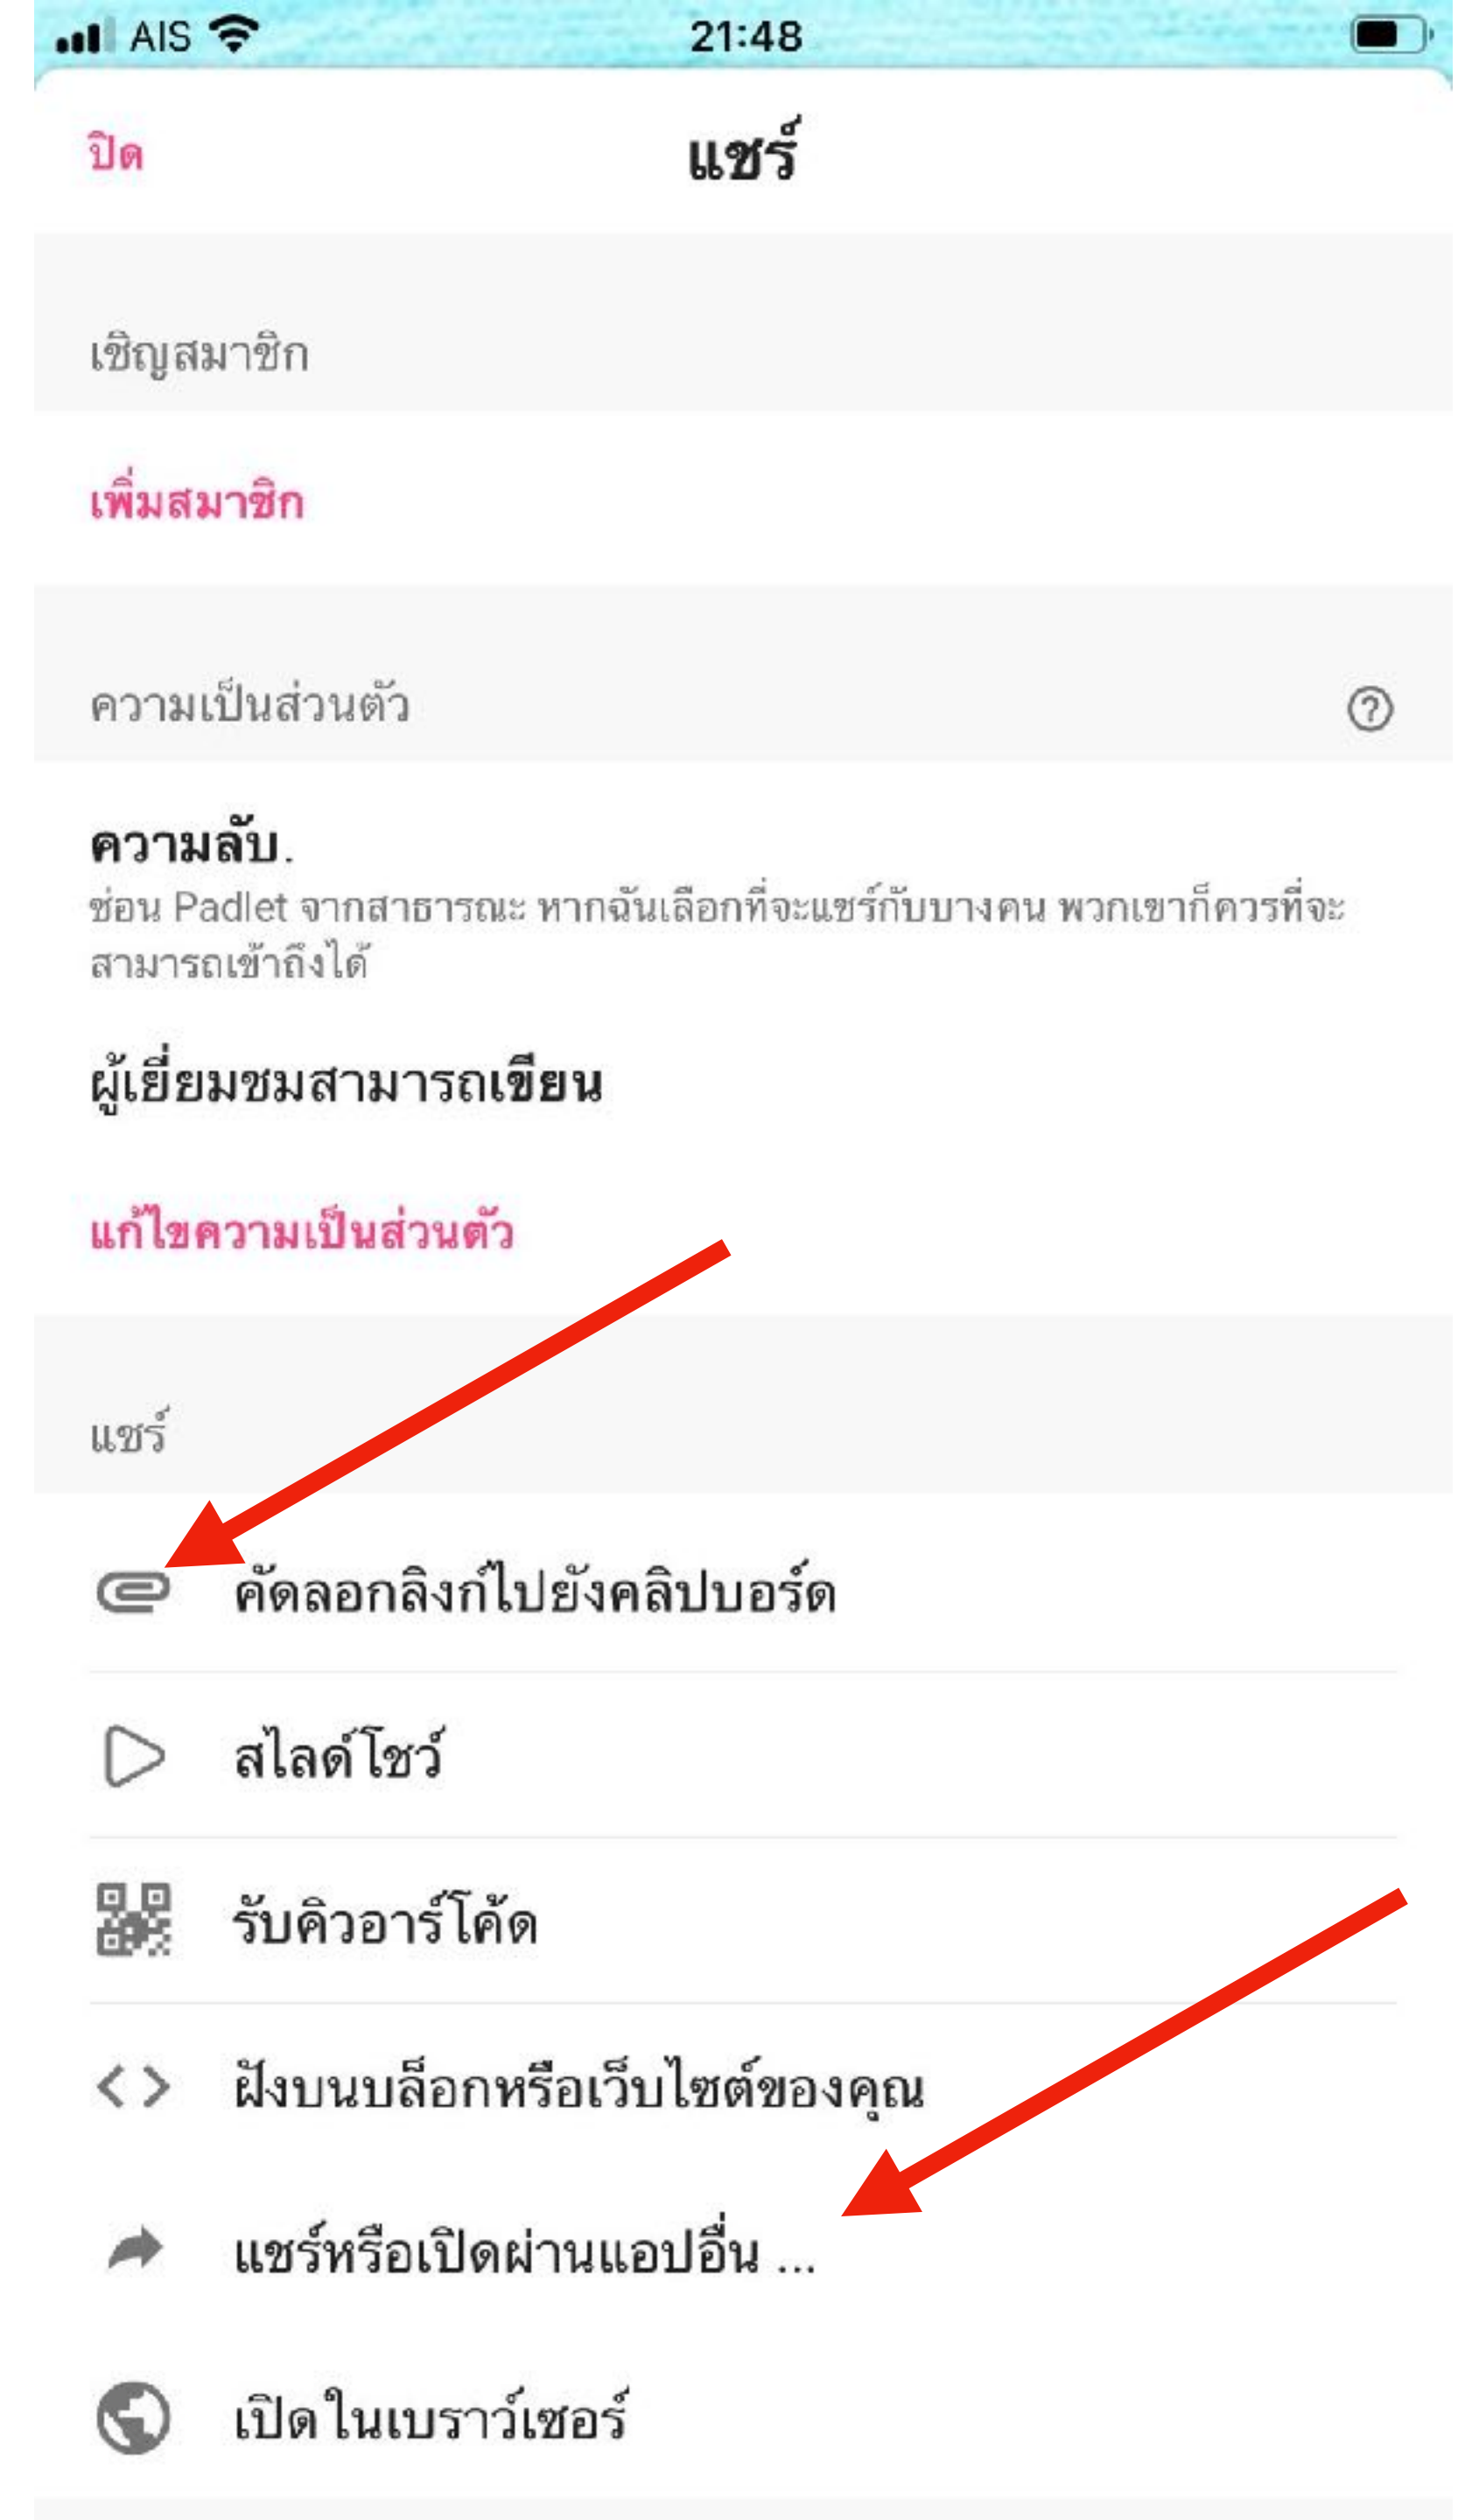 AIS
21:48
ปิด
แชร์
เชิญสมาชิก
เพิ่มสมาชิก
ความเป็นส่วนตัว
ความลับ.
ซ่อน Padlet จากสาธารณะ หากฉันเลือกที่จะแชร์กับบางคน พวกเขาก็ควรที่จะ
สามารถเข้าถึงได้
ผู้เยี่ยมชมสามารถเขียน
แก้ไขความเป็นส่วนตัว
แชร์
คัดลอกลิงก์ไปยังคลิปบอร์ด
สไลด์โชว์
รับคิวอาร์โค้ด
ฝังบนบล็อกหรือเว็บไซต์ของคุณ
แชร์หรือเปิดผ่านแอปอื่น ...
เปิดในเบราว์เซอร์